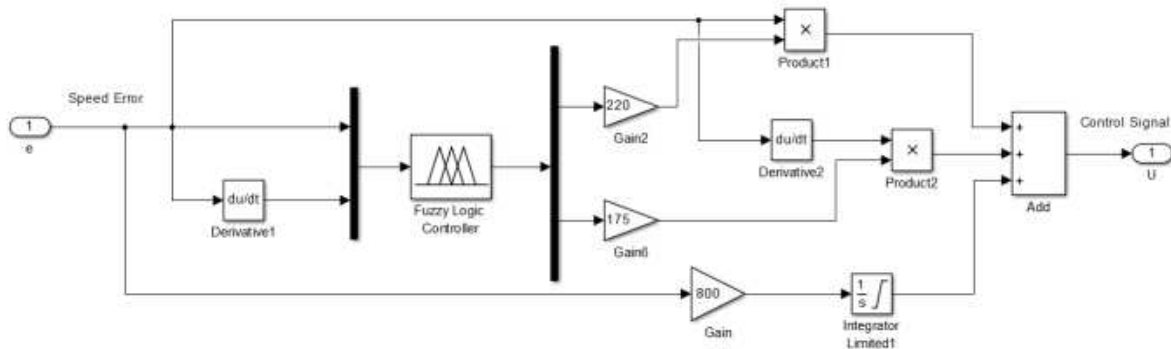 ×
Product1
Speed Error
1
e
220
Gain2
Control Signal
+
+
+
1
U
du/dt
Derivative2
×
Product2
Add
du/dt
Derivative1
Fuzzy Logic
Controller
175
Gain6
800
Gain
1
s
Integrator
Limited1